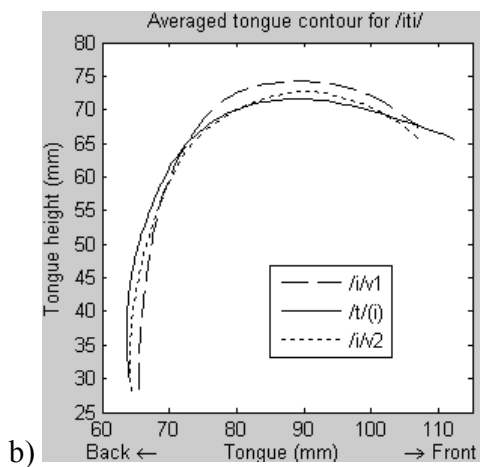 Averaged tongue contour for /iti/
80
75
70
65
60
55
50
45
40
35
30
25
Tongue height (mm)
/i/v1
/t/(i)
/i/v2
60 70 80 90 100 110
Back ← Tongue (mm) → Front
b)